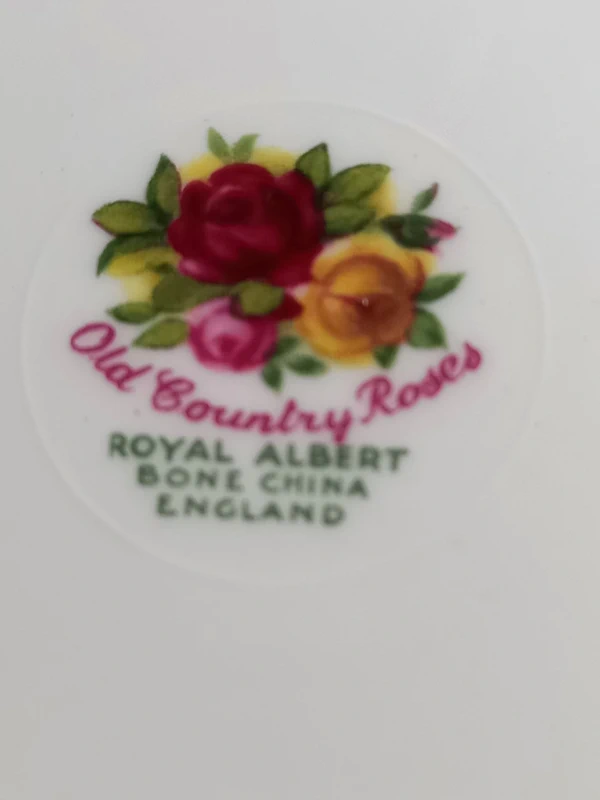 Old Country Roses
ROYAL ALBERT
BONE CHINA
ENGLAND